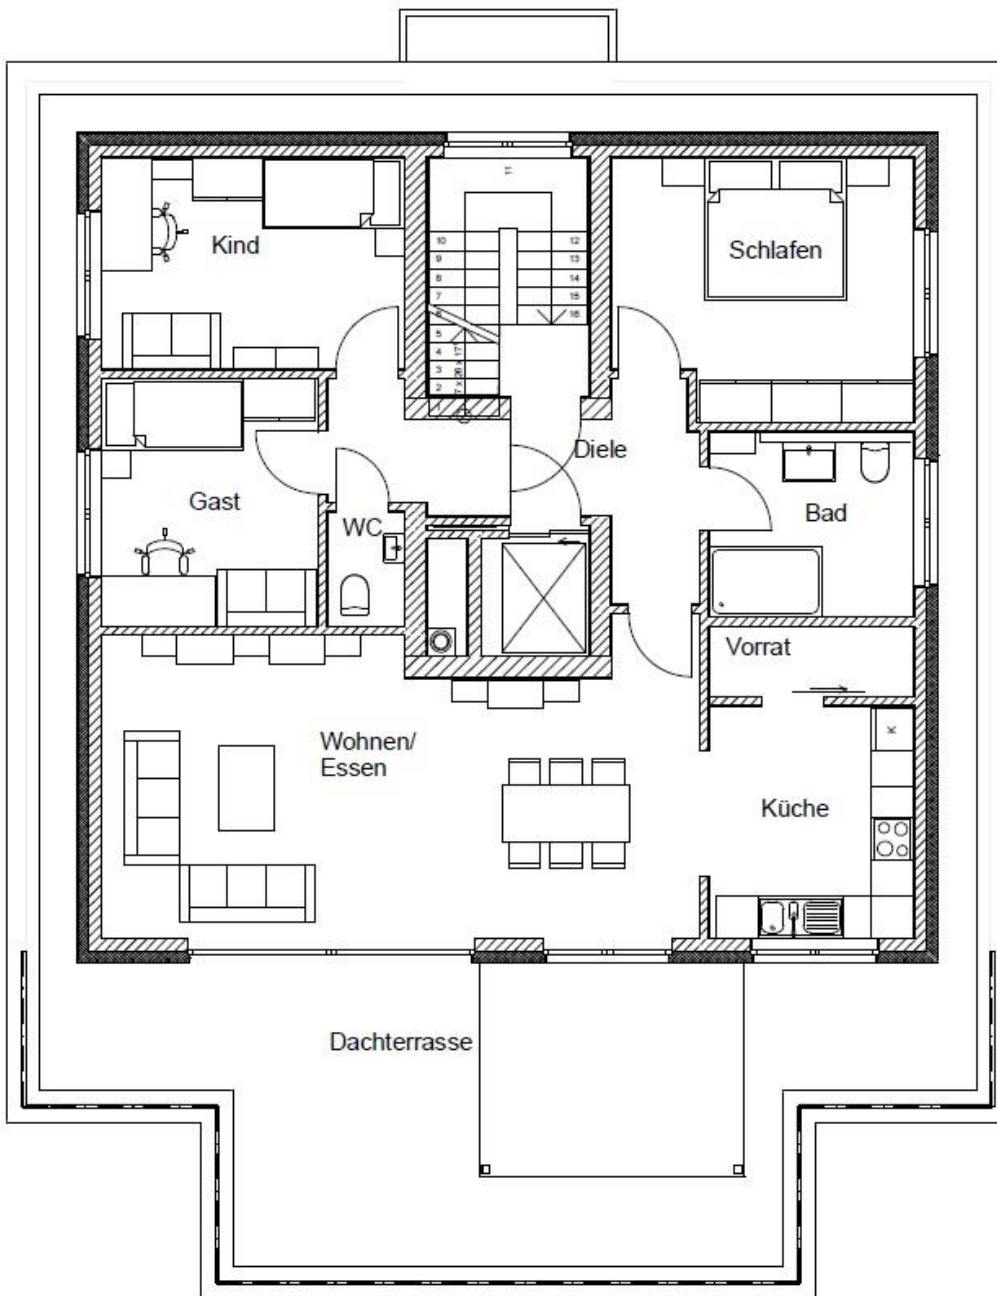 11
Kind
Schlafen
10
9
8
7
6
5
4
3
2
1
12
13
14
15
16
Diele
Gast
WC
Bad
Vorrat
Wohnen/
Essen
K
Küche
Dachterrasse